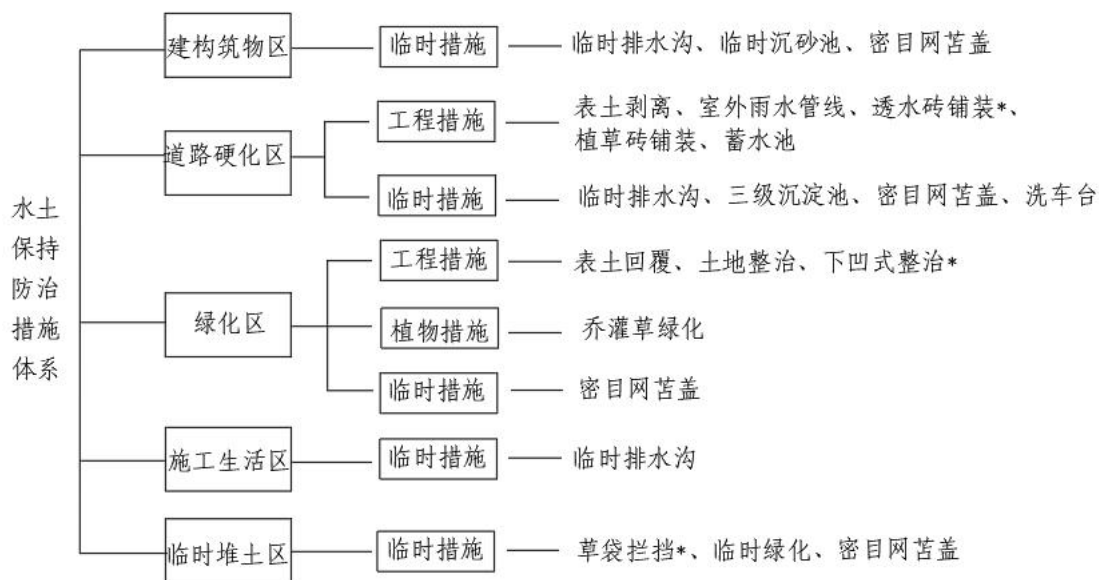 水土
保持
防治
措施
体系
建构筑物区
临时措施
临时排水沟、临时沉砂池、密目网苫盖
道路硬化区
工程措施
表土剥离、室外雨水管线、透水砖铺装*、
植草砖铺装、蓄水池
临时措施
临时排水沟、三级沉淀池、密目网苫盖、洗车台
绿化区
工程措施
表土回覆、土地整治、下凹式整治*
植物措施
乔灌草绿化
临时措施
密目网苫盖
施工生活区
临时措施
临时排水沟
临时堆土区
临时措施
草袋拦挡*、临时绿化、密目网苫盖